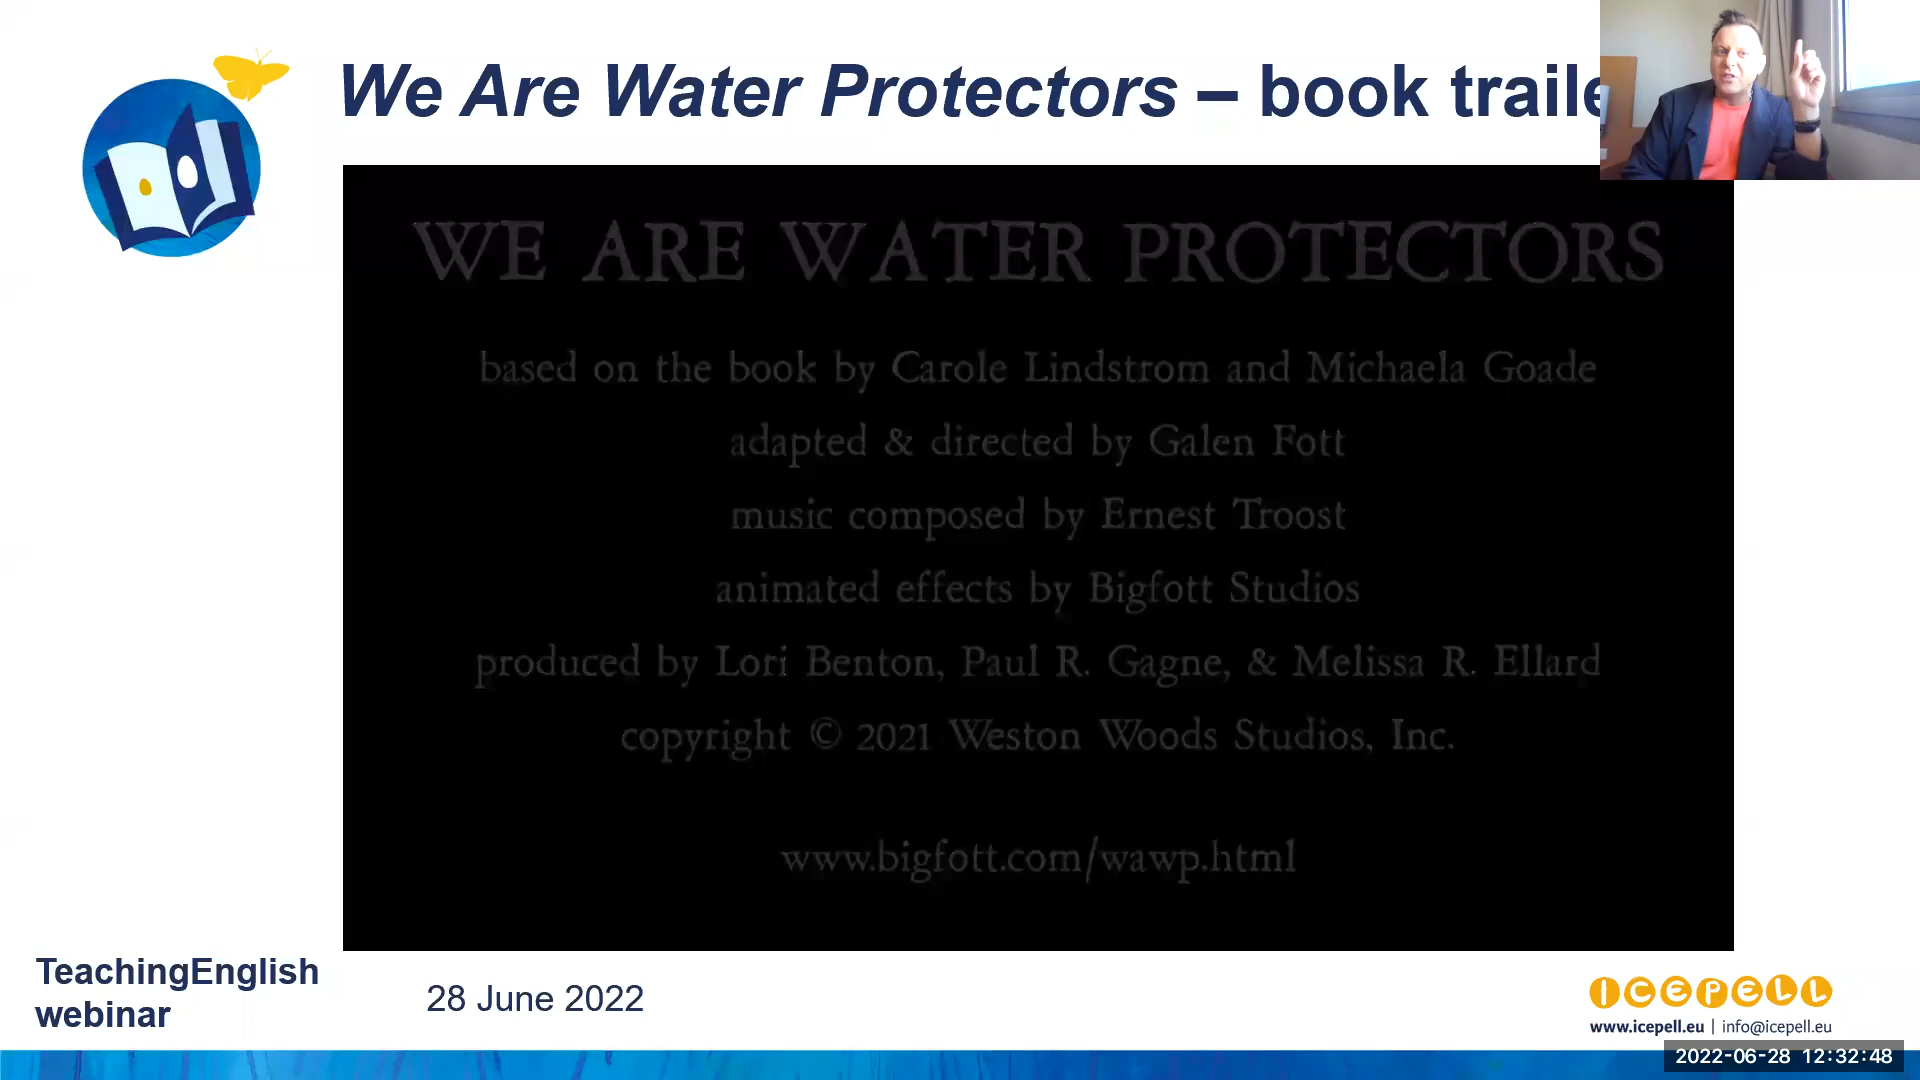 We Are Water Protectors – book traile
WE ARE WATER PROTECTORS
based on the book by Carole Lindstrom and Michaela Goade
adapted & directed by Galen Fott
music composed by Ernest Troost
animated effects by Bigfott Studios
produced by Lori Benton, Paul R. Gagne, & Melissa R. Ellard
copyright © 2021 Weston Woods Studios, Inc.
www.bigfott.com/wawp.html
TeachingEnglish
webinar
28 June 2022
ICEPELL
www.icepell.eu | info@icepell.eu
2022-06-28 12:32:48